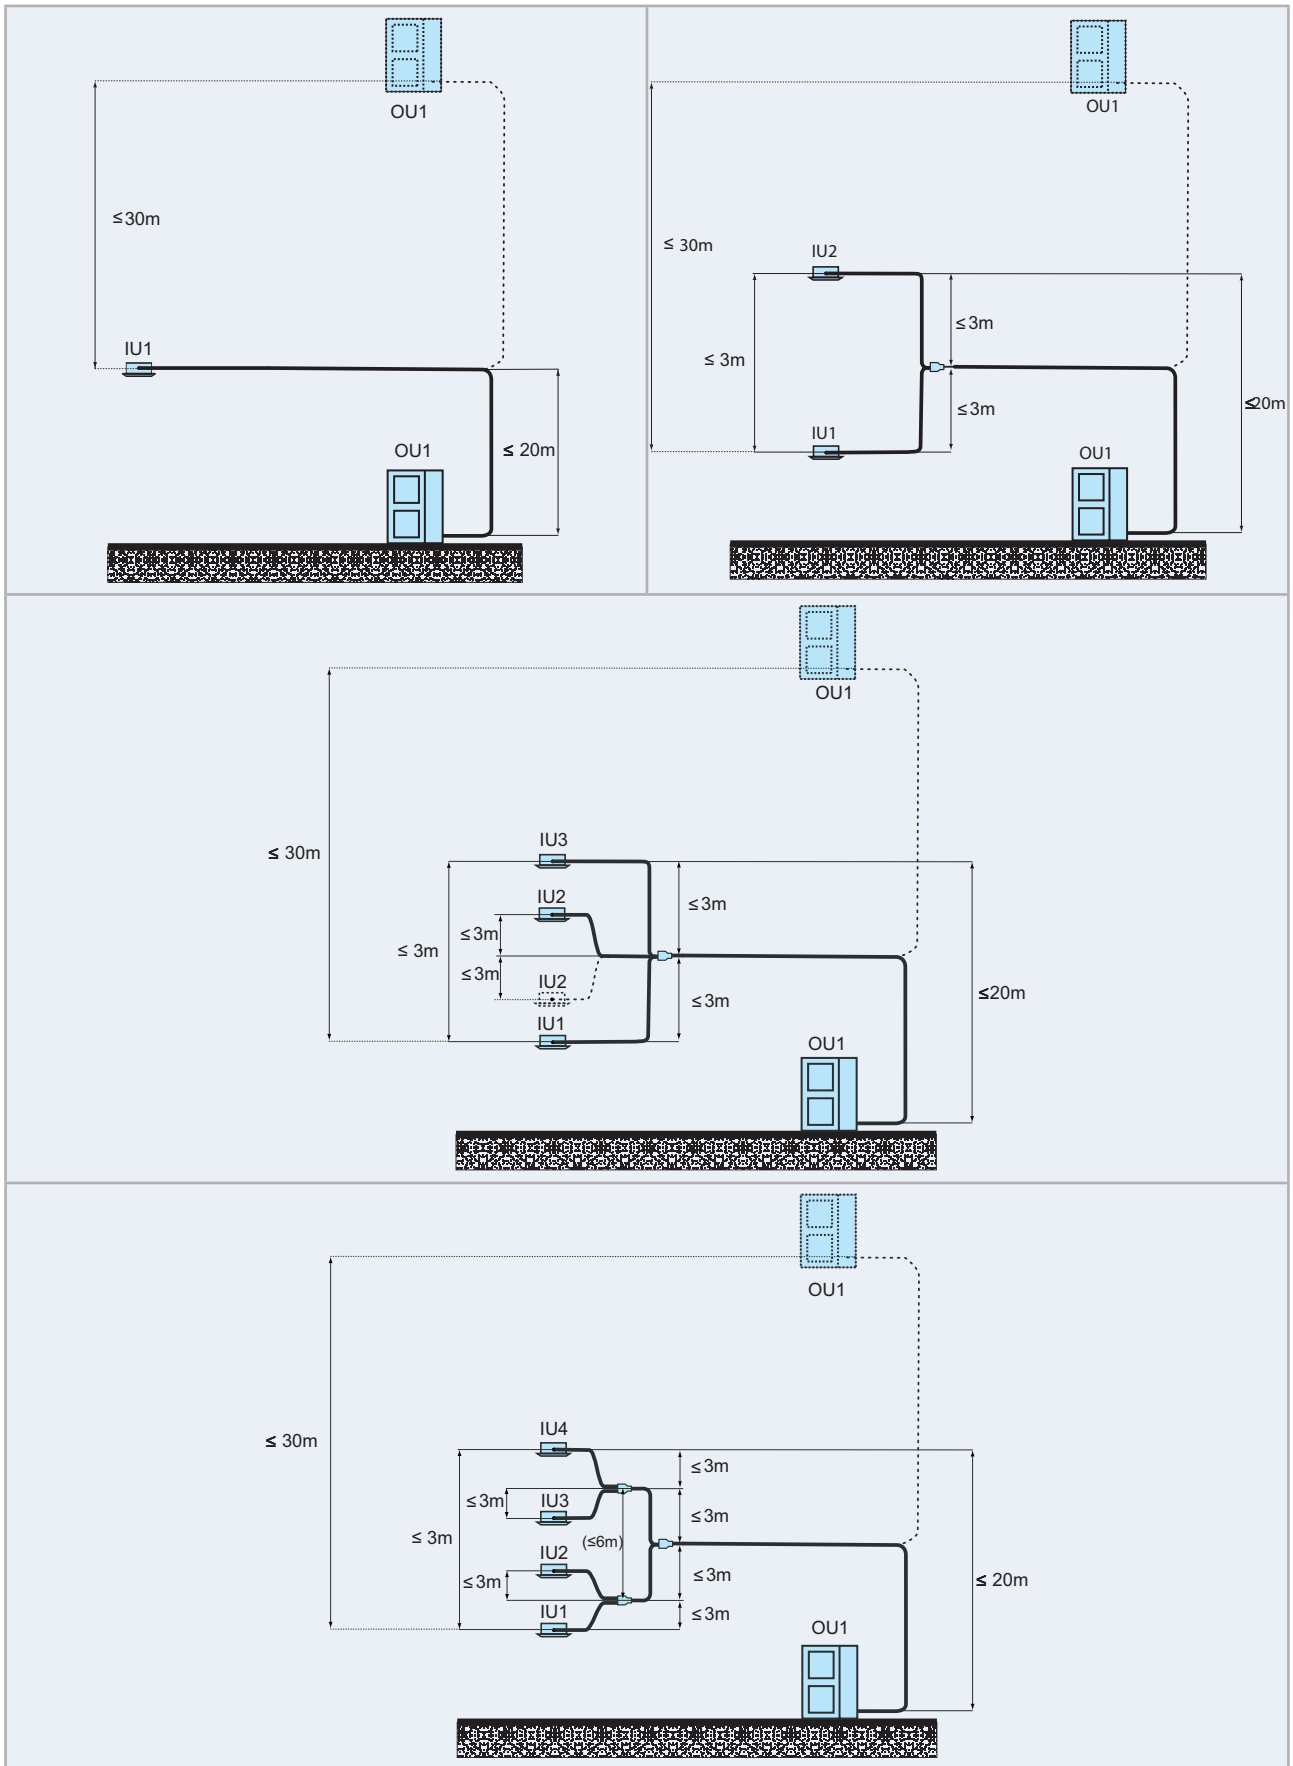 OU1
≤30m
IU1
OU1
≤ 20m
OU1
≤ 30m
IU2
≤3m
≤ 3m
≤20m
≤3m
IU1
OU1
OU1
IU3
≤ 30m
IU2
≤3m
≤3m
≤ 3m
≤3m
IU2
≤20m
≤3m
IU1
OU1
OU1
IU4
≤ 30m
≤3m
≤3m
IU3
≤3m
≤ 3m
(≤6m)
IU2
≤3m
≤3m
≤ 20m
IU1
≤3m
OU1